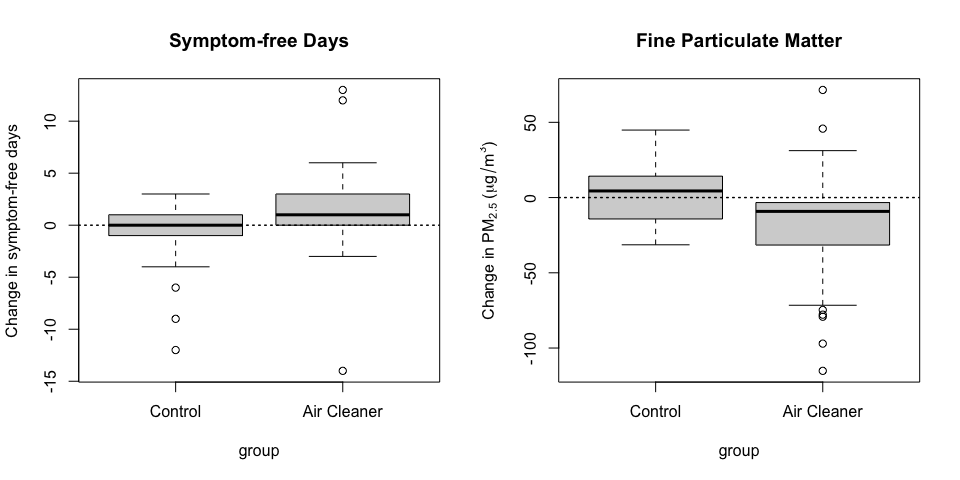 Symptom-free Days
Change in symptom-free days
10
5
0
-5
-10
-15
Control
Air Cleaner
group
Fine Particulate Matter
Change in PM2.5 (μg/m3)
50
0
-50
-100
Control
Air Cleaner
group